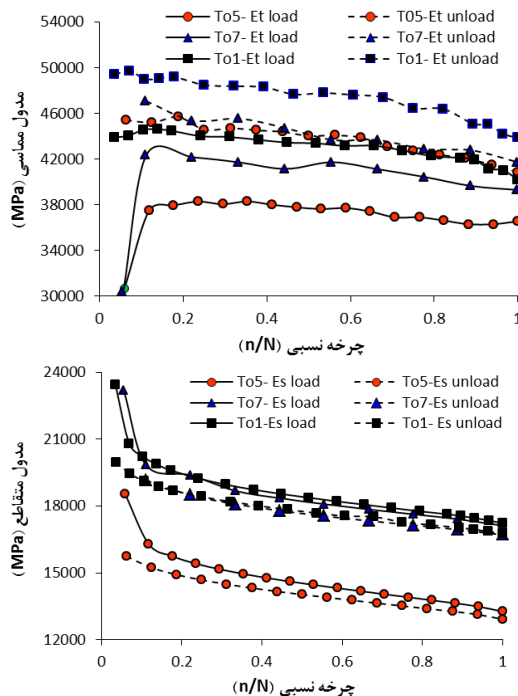 To5- Et load T05-Et unload
To7- Et load To7-Et unload
To1-Et load To1- Et unload
54000
50000
46000
42000
38000
34000
30000
مدول مماسی (MPa)
0 0.2 0.4 0.6 0.8 1
چرخه نسبی (n/N)
To5- Es load To5-Es unload
To7- Es load To7-Es unload
To1-Es load To1- Es unload
24000
21000
18000
15000
12000
مدول متقاطع (MPa)
0 0.2 0.4 0.6 0.8 1
چرخه نسبی (n/N)